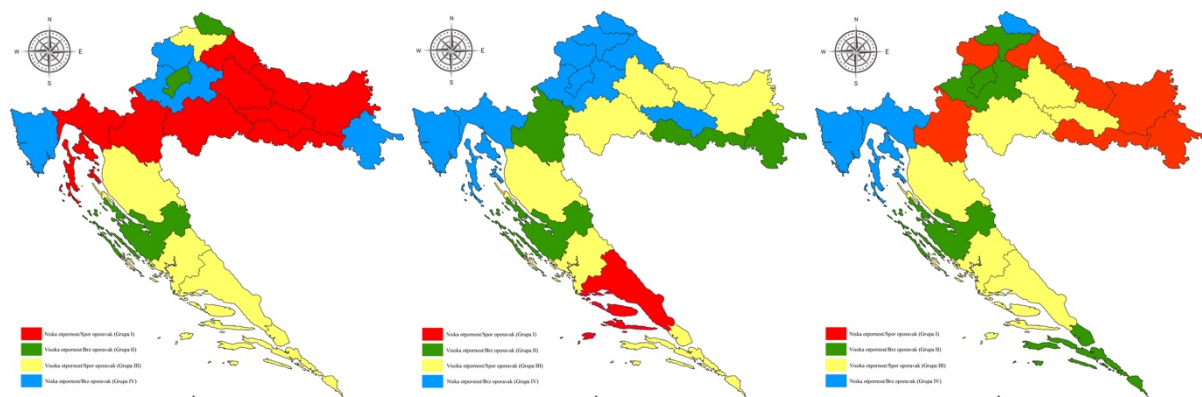 N
W E
S
Niska otpornost/Spor oporavak (Grupa I)
Visoka otpornost/Brz oporavak (Grupa II)
Visoka otpornost/Spor oporavak (Grupa III)
Niska otpornost/Brz oporavak (Grupa IV)
N
W E
S
Niska otpornost/Spor oporavak (Grupa I)
Visoka otpornost/Brz oporavak (Grupa II)
Visoka otpornost/Spor oporavak (Grupa III)
Niska otpornost/Brz oporavak (Grupa IV)
N
W E
S
Niska otpornost/Spor oporavak (Grupa I)
Visoka otpornost/Brz oporavak (Grupa II)
Visoka otpornost/Spor oporavak (Grupa III)
Niska otpornost/Brz oporavak (Grupa IV)